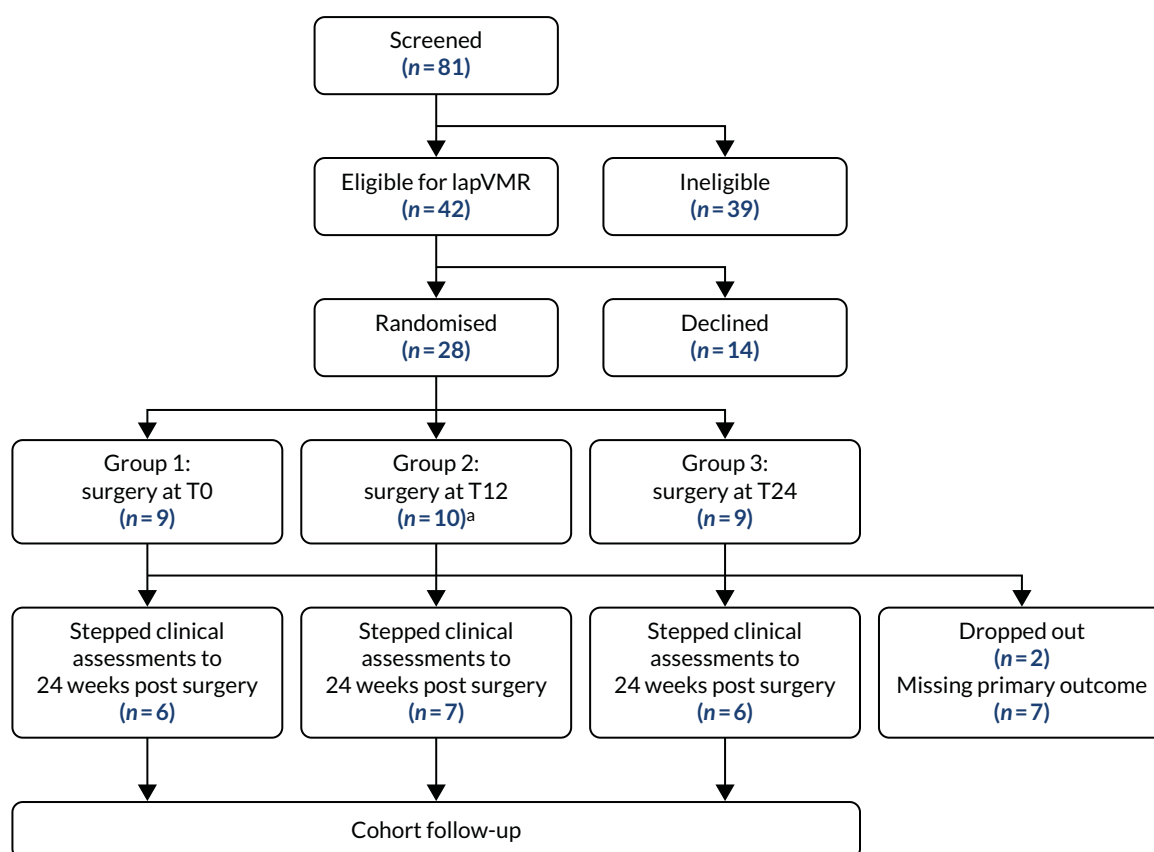 Screened
(n=81)
Eligible for lapVMR
(n=42)
Ineligible
(n=39)
Randomised
(n=28)
Declined
(n=14)
Group 1:
surgery at T0
(n=9)
Group 2:
surgery at T12
(n=10)a
Group 3:
surgery at T24
(n=9)
Stepped clinical
assessments to
24 weeks post surgery
(n=6)
Stepped clinical
assessments to
24 weeks post surgery
(n=7)
Stepped clinical
assessments to
24 weeks post surgery
(n=6)
Dropped out
(n=2)
Missing primary outcome
(n=7)
Cohort follow-up